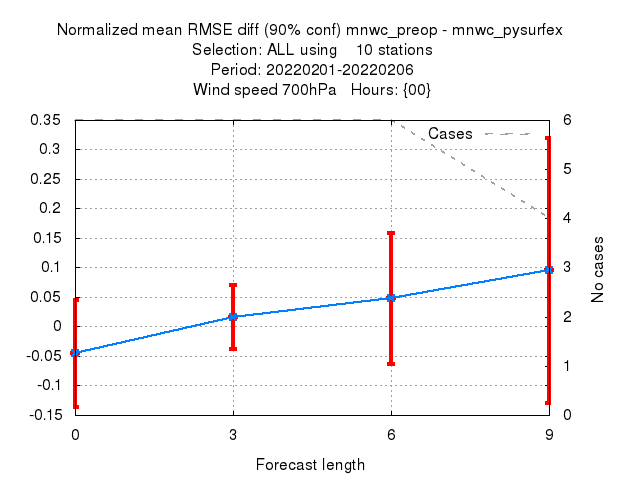 Normalized mean RMSE diff (90% conf) mnwc_preop - mnwc_pysurfex
Selection: ALL using    10 stations
Period: 20220201-20220206
Wind speed 700hPa   Hours: {00}
Cases
0.35
0.3
0.25
0.2
0.15
0.1
0.05
0
-0.05
-0.1
-0.15
6
5
4
3
2
1
0
No cases
0 3 6 9
Forecast length